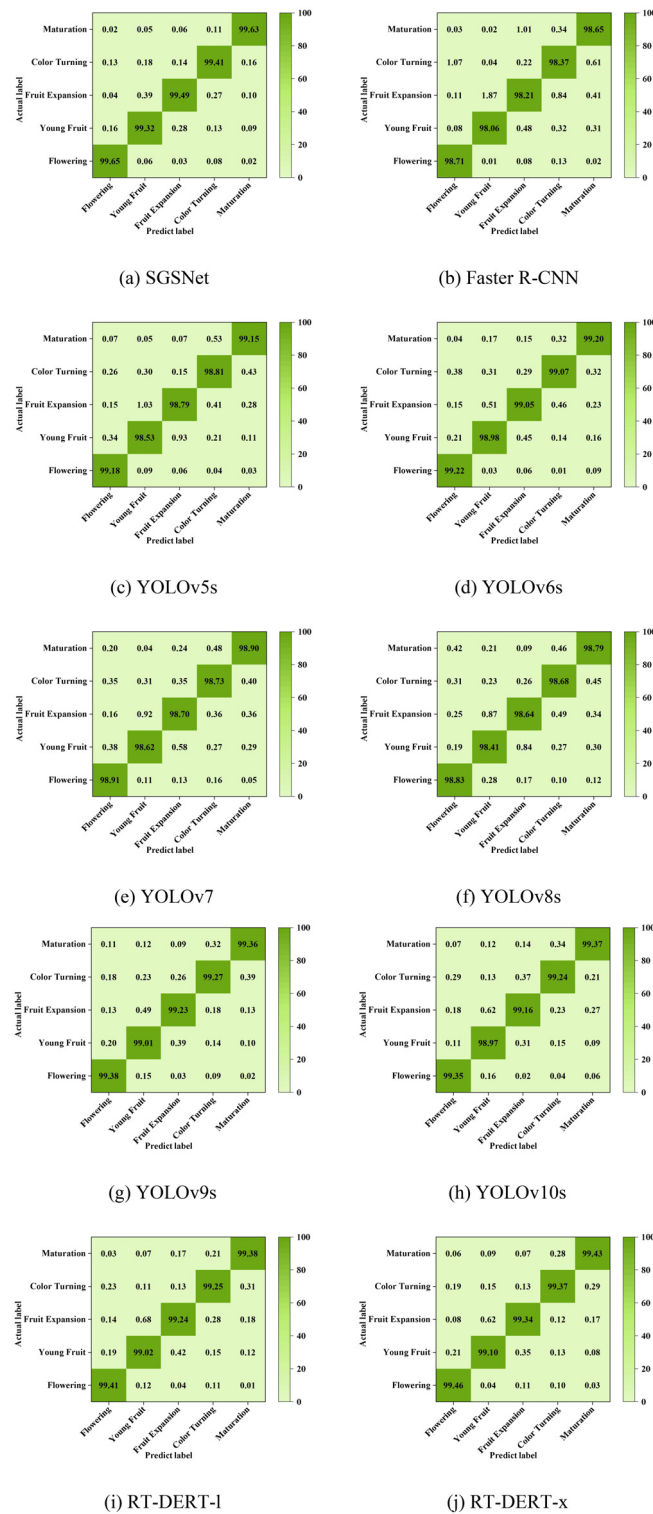 Actual label
Maturation 0.02 0.05 0.06 0.11 99.63
Color Turning 0.13 0.18 0.14 99.41 0.16
Fruit Expansion 0.04 0.39 99.49 0.27 0.10
Young Fruit 0.16 99.32 0.28 0.13 0.09
Flowering 99.65 0.06 0.03 0.08 0.02
Flowering Young Fruit Fruit Expansion Color Turning Maturation
Predict label
100 80 60 40 20 0
(a) SGSNet
Actual label
Maturation 0.03 0.02 1.01 0.34 98.65
Color Turning 1.07 0.04 0.22 98.37 0.61
Fruit Expansion 0.11 1.87 98.21 0.84 0.41
Young Fruit 0.08 98.06 0.48 0.32 0.31
Flowering 98.71 0.01 0.08 0.13 0.02
Flowering Young Fruit Fruit Expansion Color Turning Maturation
Predict label
100 80 60 40 20 0
(b) Faster R-CNN
Actual label
Maturation 0.07 0.05 0.07 0.53 99.15
Color Turning 0.26 0.30 0.15 98.81 0.43
Fruit Expansion 0.15 1.03 98.79 0.41 0.28
Young Fruit 0.34 98.53 0.93 0.21 0.11
Flowering 99.18 0.09 0.06 0.04 0.03
Flowering Young Fruit Fruit Expansion Color Turning Maturation
Predict label
100 80 60 40 20 0
(c) YOLOv5s
Actual label
Maturation 0.04 0.17 0.15 0.32 99.20
Color Turning 0.38 0.31 0.29 99.07 0.32
Fruit Expansion 0.15 0.51 99.05 0.46 0.23
Young Fruit 0.21 98.98 0.45 0.14 0.16
Flowering 99.22 0.03 0.06 0.01 0.09
Flowering Young Fruit Fruit Expansion Color Turning Maturation
Predict label
100 80 60 40 20 0
(d) YOLOv6s
Actual label
Maturation 0.20 0.04 0.24 0.48 98.90
Color Turning 0.35 0.31 0.35 98.73 0.40
Fruit Expansion 0.16 0.92 98.70 0.36 0.36
Young Fruit 0.38 98.62 0.58 0.27 0.29
Flowering 98.91 0.11 0.13 0.16 0.05
Flowering Young Fruit Fruit Expansion Color Turning Maturation
Predict label
100 80 60 40 20 0
(e) YOLOv7
Actual label
Maturation 0.42 0.21 0.09 0.46 98.79
Color Turning 0.31 0.23 0.26 98.68 0.45
Fruit Expansion 0.25 0.87 98.64 0.49 0.34
Young Fruit 0.19 98.41 0.84 0.27 0.30
Flowering 98.83 0.28 0.17 0.10 0.12
Flowering Young Fruit Fruit Expansion Color Turning Maturation
Predict label
100 80 60 40 20 0
(f) YOLOv8s
Actual label
Maturation 0.11 0.12 0.09 0.32 99.36
Color Turning 0.18 0.23 0.26 99.27 0.39
Fruit Expansion 0.13 0.49 99.23 0.18 0.13
Young Fruit 0.20 99.01 0.39 0.14 0.10
Flowering 99.38 0.15 0.03 0.09 0.02
Flowering Young Fruit Fruit Expansion Color Turning Maturation
Predict label
100 80 60 40 20 0
(g) YOLOv9s
Actual label
Maturation 0.07 0.12 0.14 0.34 99.37
Color Turning 0.29 0.13 0.37 99.24 0.21
Fruit Expansion 0.18 0.62 99.16 0.23 0.27
Young Fruit 0.11 98.97 0.31 0.15 0.09
Flowering 99.35 0.16 0.02 0.04 0.06
Flowering Young Fruit Fruit Expansion Color Turning Maturation
Predict label
100 80 60 40 20 0
(h) YOLOv10s
Actual label
Maturation 0.03 0.07 0.17 0.21 99.38
Color Turning 0.23 0.11 0.13 99.25 0.31
Fruit Expansion 0.14 0.68 99.24 0.28 0.18
Young Fruit 0.19 99.02 0.42 0.15 0.12
Flowering 99.41 0.12 0.04 0.11 0.01
Flowering Young Fruit Fruit Expansion Color Turning Maturation
Predict label
100 80 60 40 20 0
(i) RT-DERT-l
Actual label
Maturation 0.06 0.09 0.07 0.28 99.43
Color Turning 0.19 0.15 0.13 99.37 0.29
Fruit Expansion 0.08 0.62 99.34 0.12 0.17
Young Fruit 0.21 99.10 0.35 0.13 0.08
Flowering 99.46 0.04 0.11 0.10 0.03
Flowering Young Fruit Fruit Expansion Color Turning Maturation
Predict label
100 80 60 40 20 0
(j) RT-DERT-x